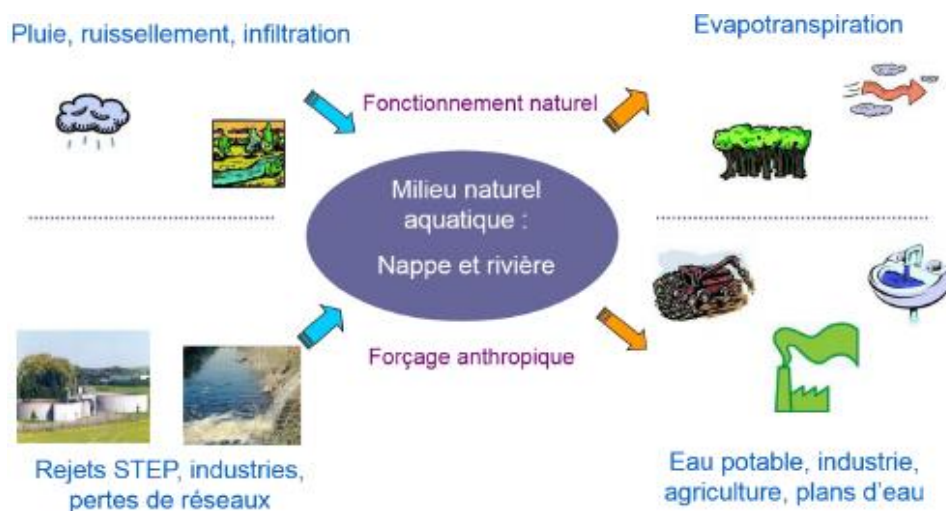 Pluie, ruissellement, infiltration
Evapotranspiration
Fonctionnement naturel
Milieu naturel
aquatique :
Nappe et rivière
Forçage anthropique
Rejets STEP, industries,
pertes de réseaux
Eau potable, industrie,
agriculture, plans d'eau